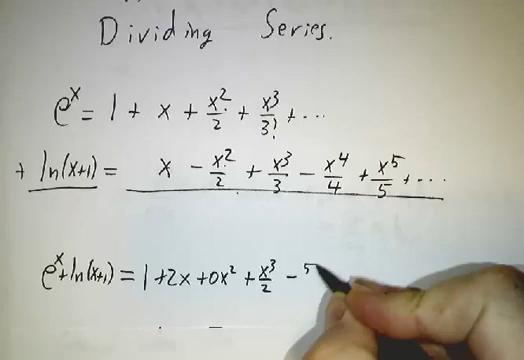 Dividing Series.
e^x = 1 + x + x^2/2 + x^3/3! + ...
+ ln(x+1) = x - x^2/2 + x^3/3 - x^4/4 + x^5/5 + ...
e^x + ln(x+1) = 1 + 2x + 0x^2 + x^3/2 - 5